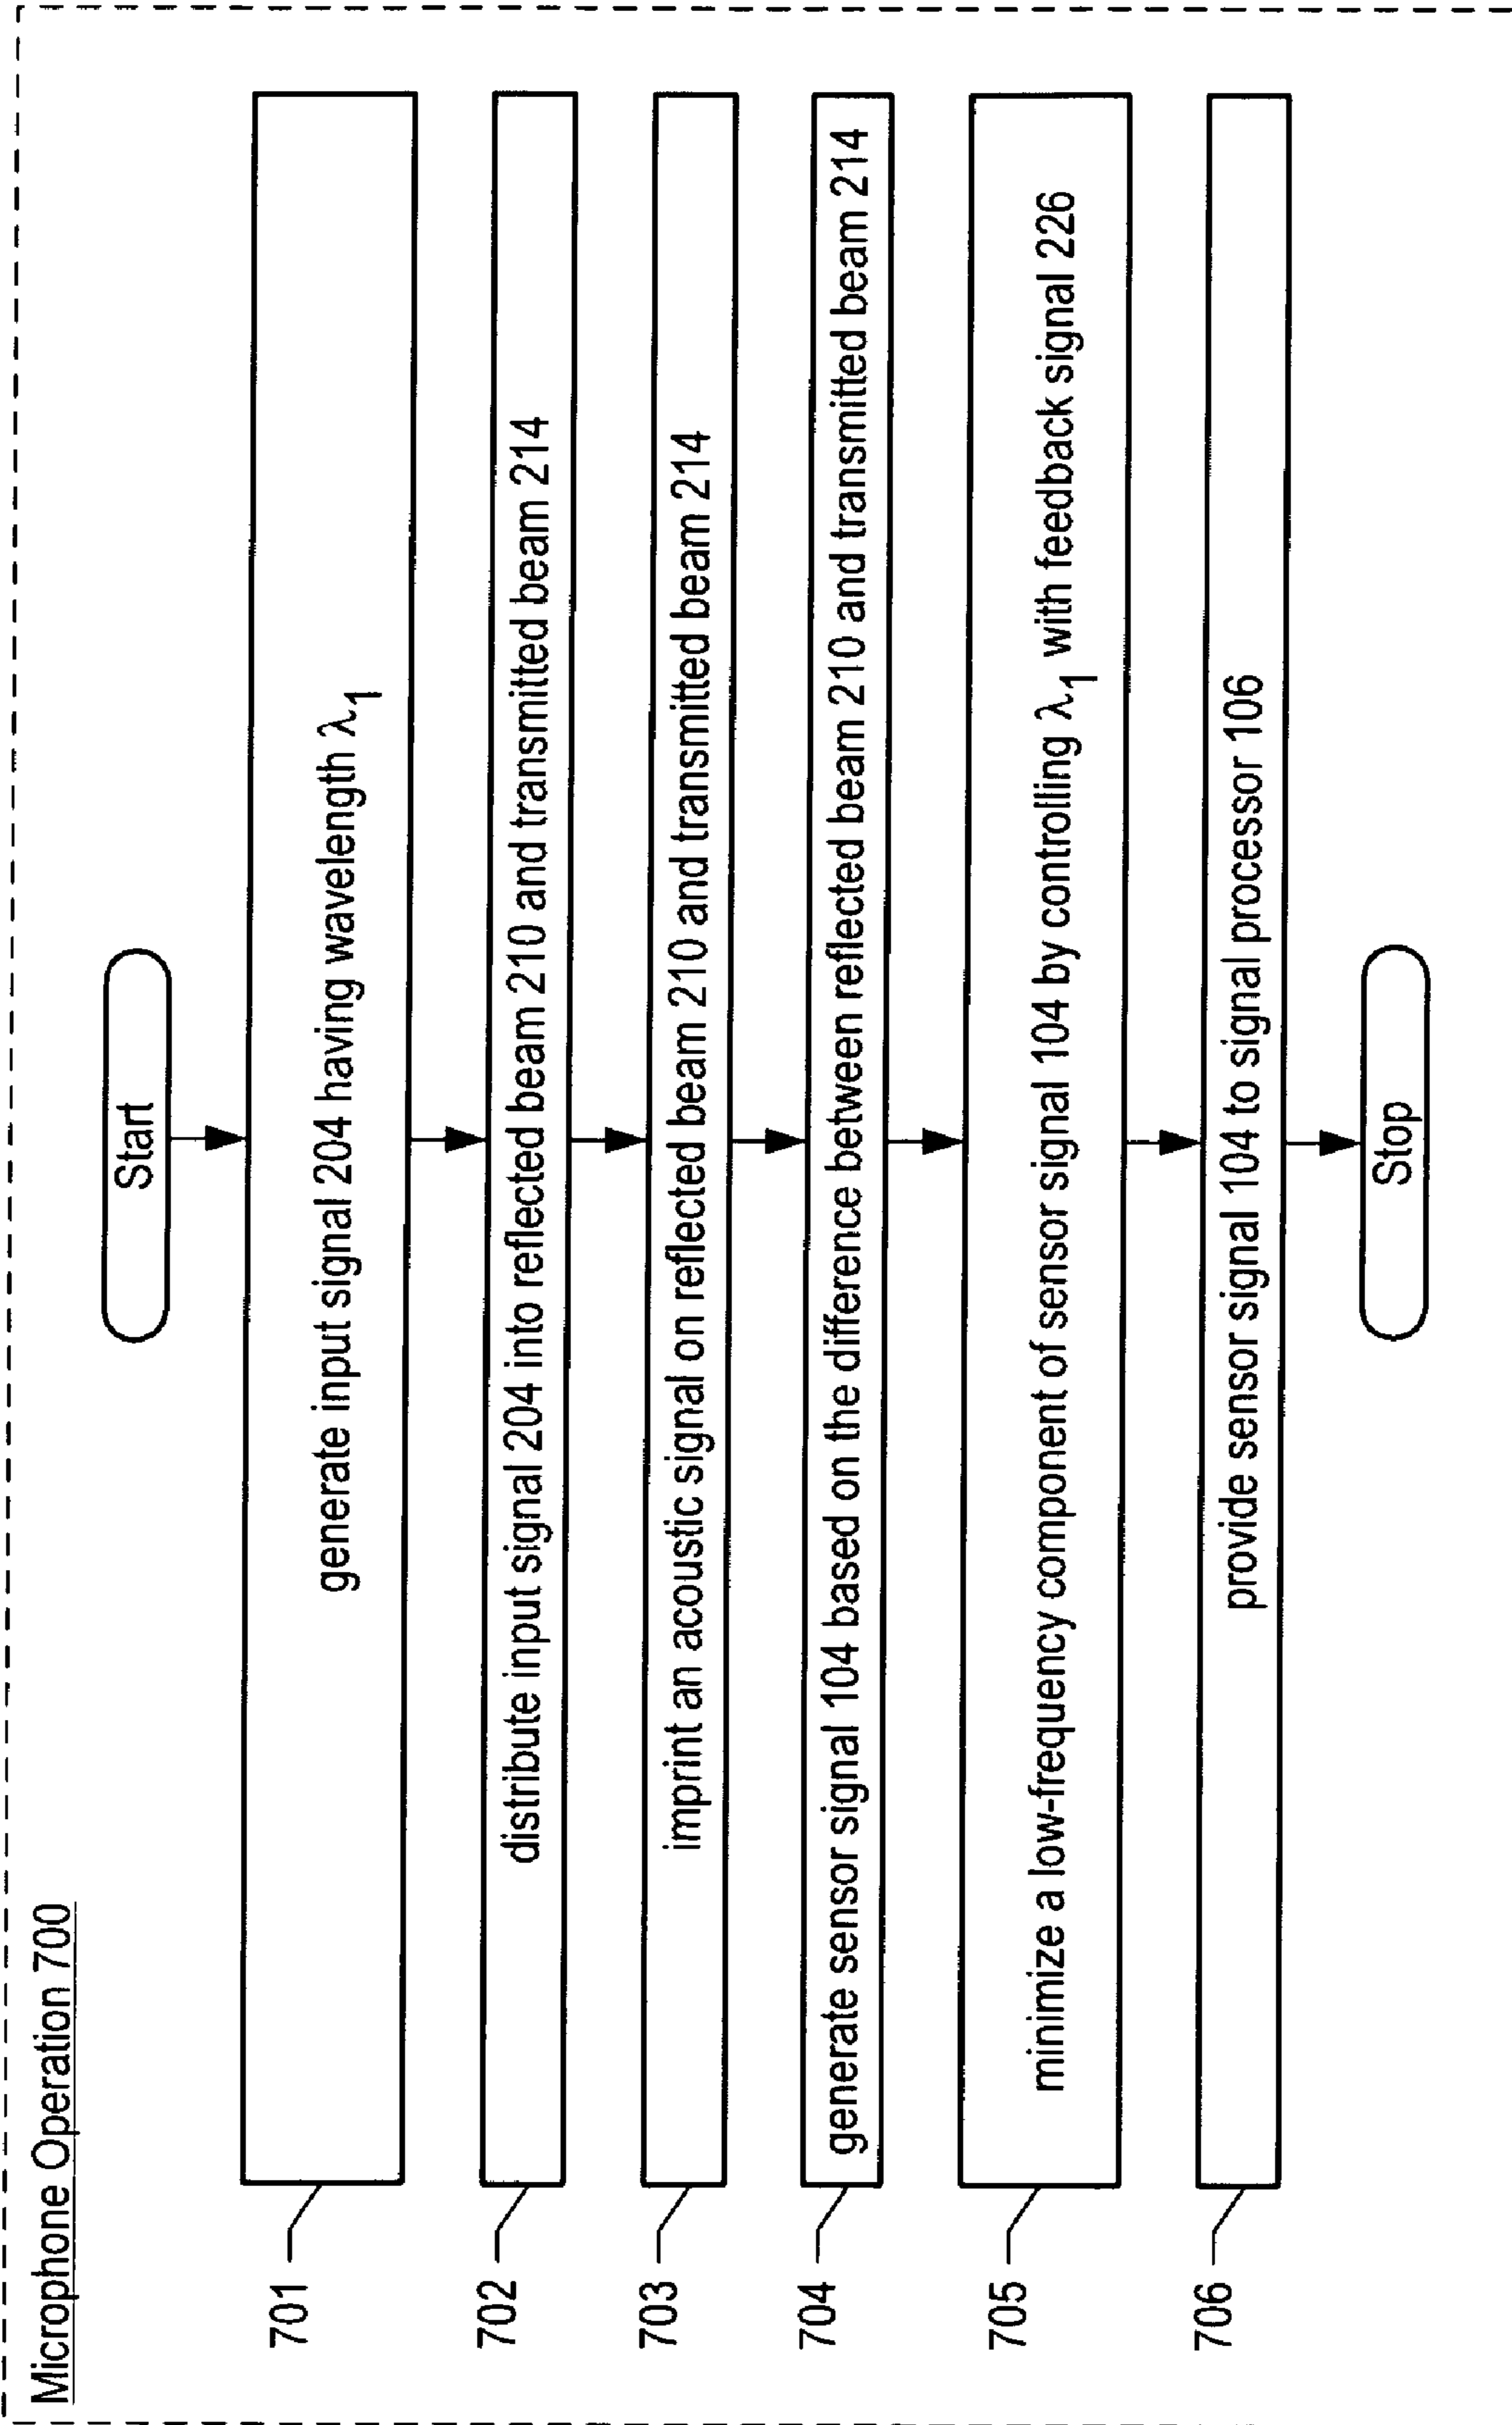 Microphone Operation 700
Start
701
generate input signal 204 having wavelength λ1
702
distribute input signal 204 into reflected beam 210 and transmitted beam 214
703
imprint an acoustic signal on reflected beam 210 and transmitted beam 214
704
generate sensor signal 104 based on the difference between reflected beam 210 and transmitted beam 214
705
minimize a low-frequency component of sensor signal 104 by controlling λ1 with feedback signal 226
706
provide sensor signal 104 to signal processor 106
Stop